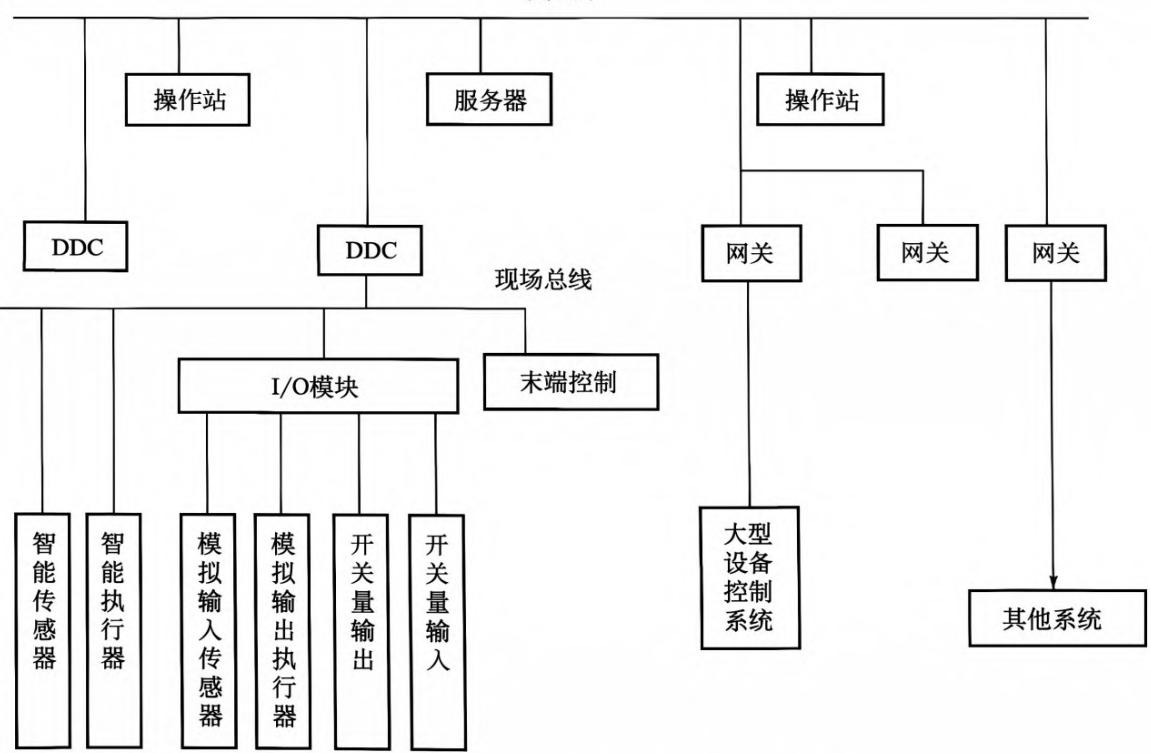 操作站
服务器
操作站
DDC
DDC
网关
网关
网关
现场总线
I/O模块
末端控制
智能传感器
智能执行器
模拟输入传感器
模拟输出执行器
开关量输出
开关量输入
大型
设备
控制
系统
其他系统